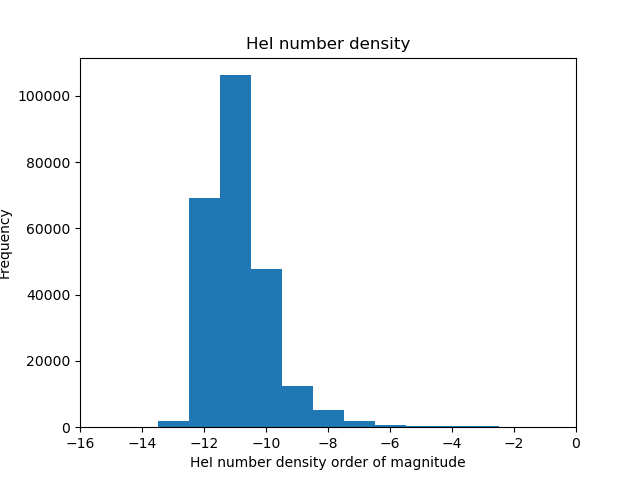 HeI number density
100000
80000
60000
40000
20000
0
Frequency
−16 −14 −12 −10 −8 −6 −4 −2 0
HeI number density order of magnitude